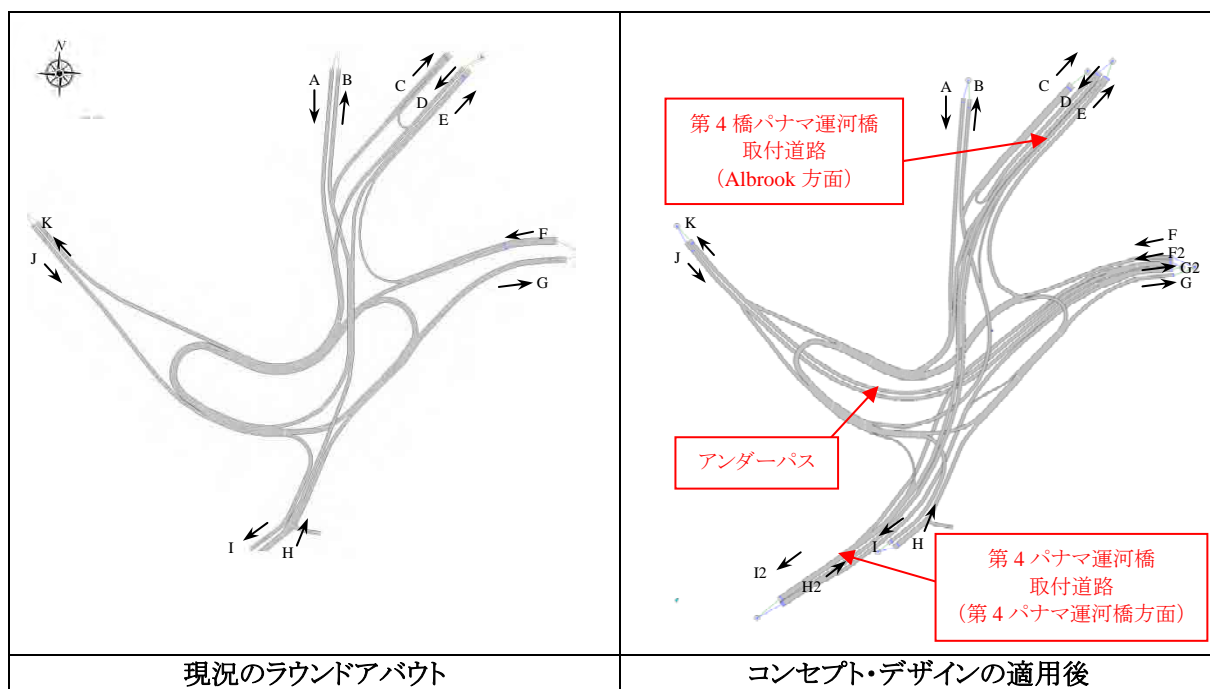 N
A
B
C
D
E
F
G
K
J
I
H
現況のラウンドアバウト
A
B
C
D
E
第4橋パナマ運河橋
取付道路
(Albrook 方面)
K
J
F
F2
G2
G
アンダーパス
I
H
I2
H2
第4パナマ運河橋
取付道路
(第4パナマ運河橋方面)
コンセプト・デザインの適用後